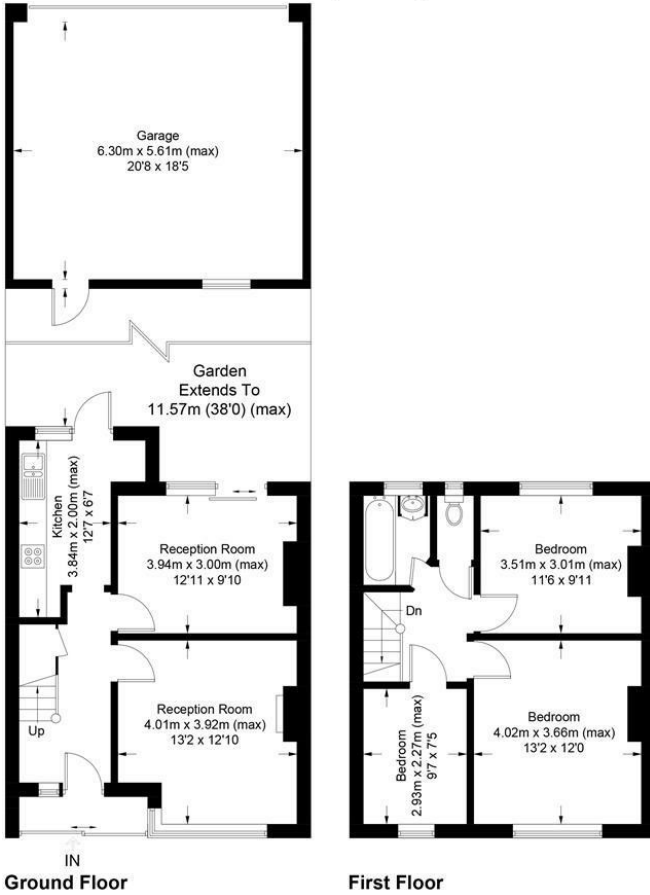 Garage
6.30m x 5.61m (max)
20'8 x 18'5
Garden
Extends To
11.57m (38'0) (max)
Kitchen
3.84m x 2.00m (max)
12'7 x 6'7
Reception Room
3.94m x 3.00m (max)
12'11 x 9'10
Reception Room
4.01m x 3.92m (max)
13'2 x 12'10
Up
IN
Ground Floor
Bedroom
3.51m x 3.01m (max)
11'6 x 9'11
Dn
Bedroom
4.02m x 3.66m (max)
13'2 x 12'0
Bedroom
2.93m x 2.27m (max)
9'7 x 7'5
First Floor